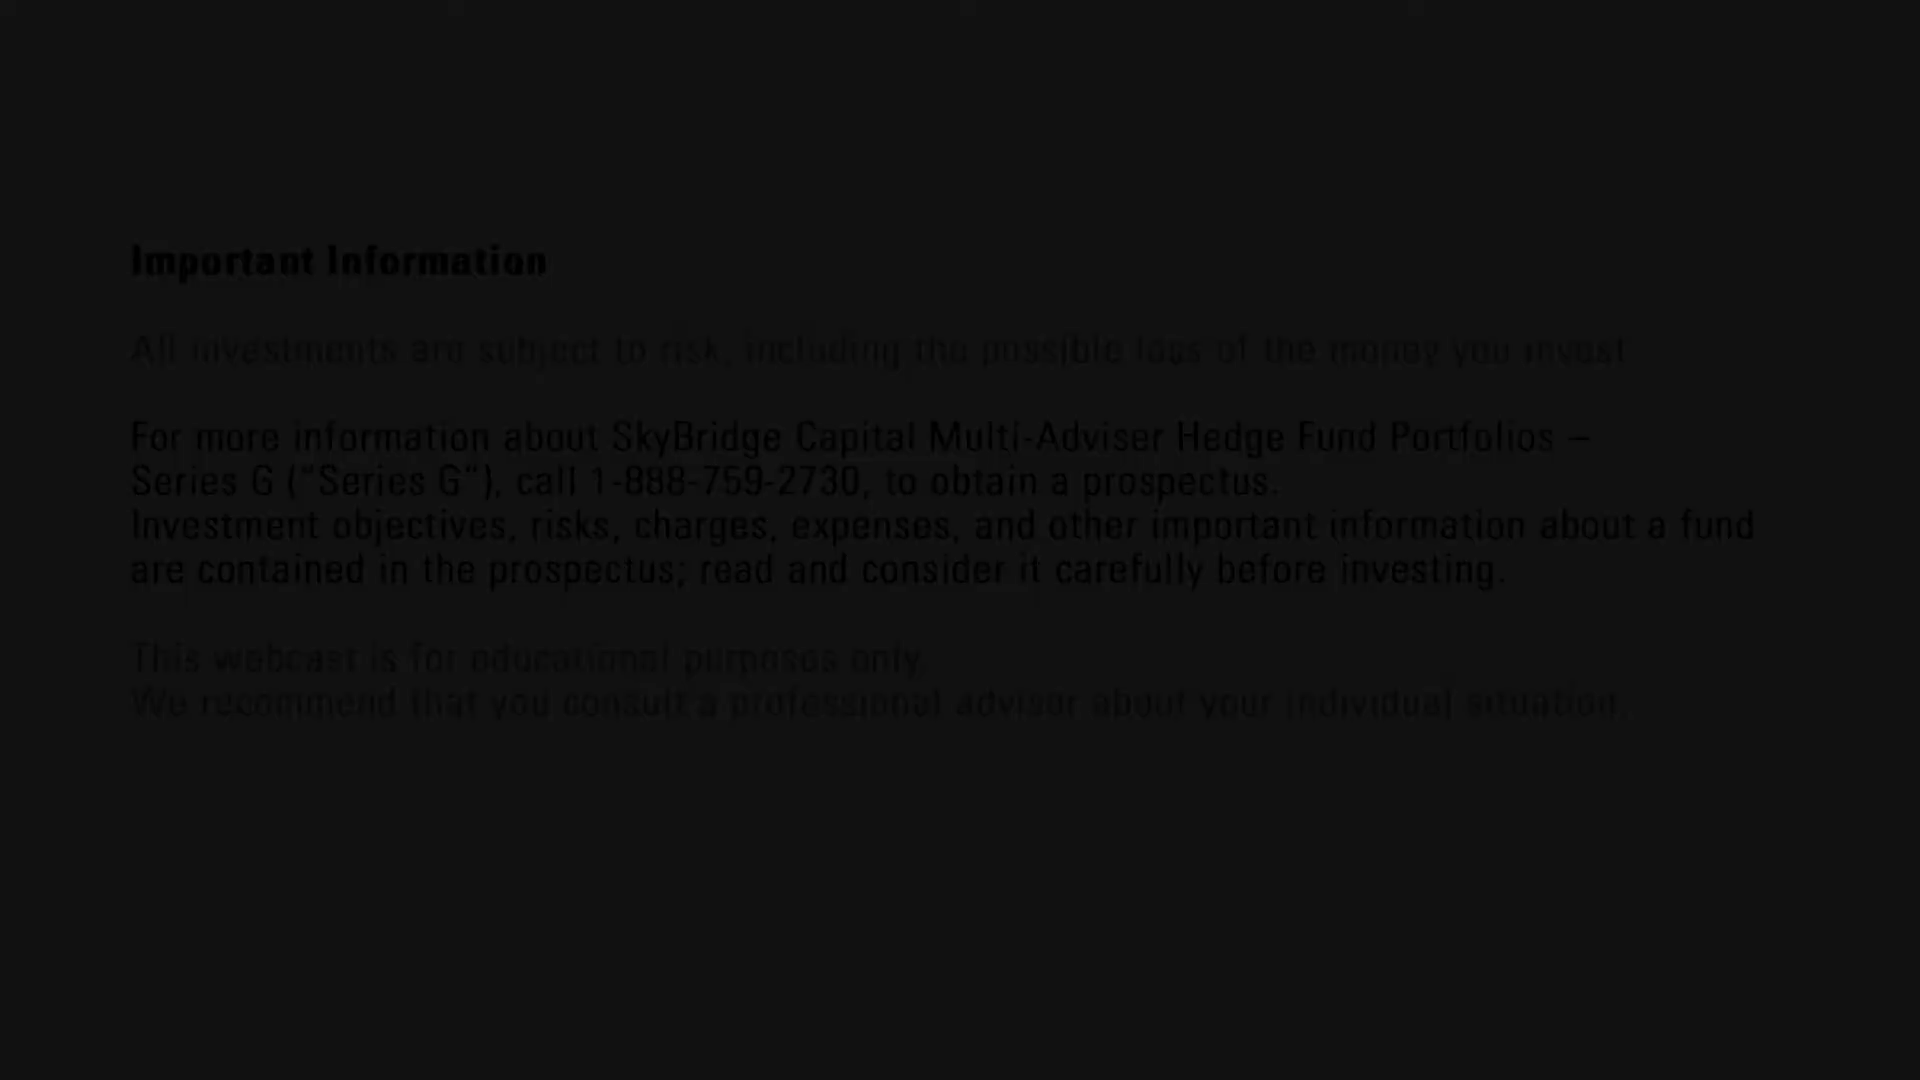 Important Information
All investments are subject to risk, including the possible loss of the money you invest
For more information about SkyBridge Capital Multi-Adviser Hedge Fund Portfolios –
Series G (“Series G”), call 1-888-759-2730, to obtain a prospectus.
Investment objectives, risks, charges, expenses, and other important information about a fund
are contained in the prospectus; read and consider it carefully before investing.
This webcast is for educational purposes only.
We recommend that you consult a professional advisor about your individual situation.